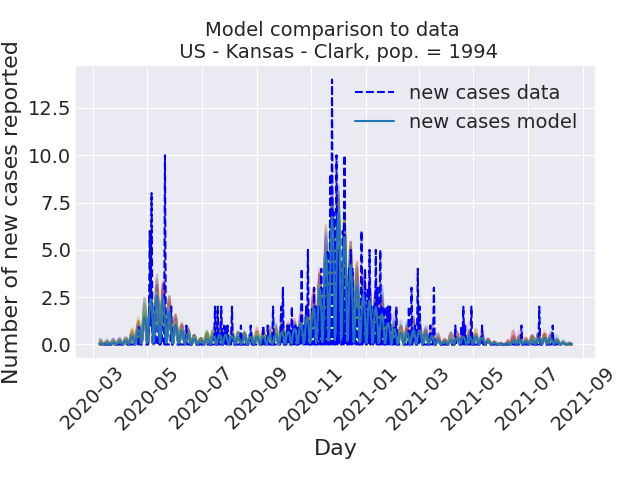 Model comparison to data
US - Kansas - Clark, pop. = 1994
new cases data
new cases model
Number of new cases reported
12.5
10.0
7.5
5.0
2.5
0.0
2020-03
2020-05
2020-07
2020-09
2020-11
2021-01
2021-03
2021-05
2021-07
2021-09
Day